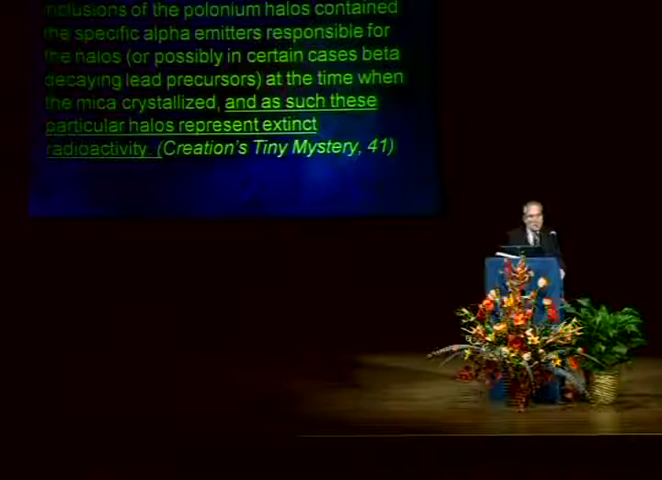 inclusions of the polonium halos contained
the specific alpha emitters responsible for
the halos (or possibly in certain cases beta
decaying lead precursors) at the time when
the mica crystallized, and as such these
particular halos represent extinct
radioactivity. (Creation's Tiny Mystery, 41)